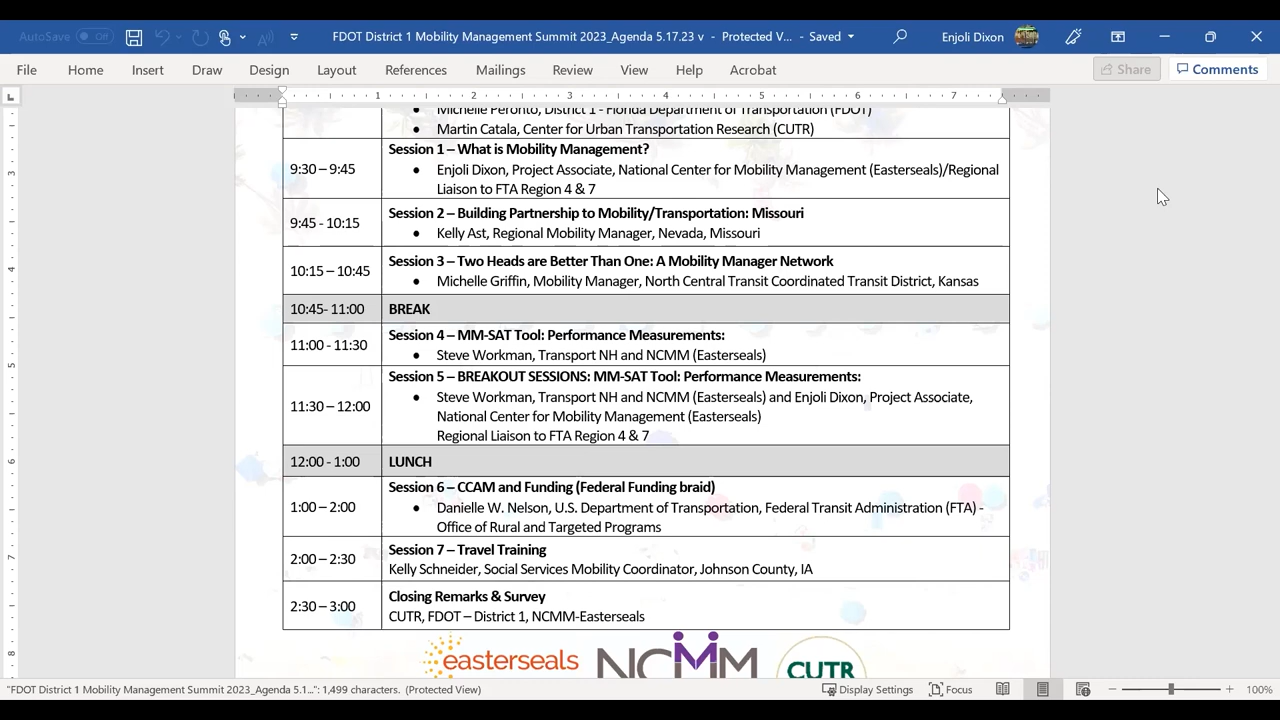 AutoSave Off
FDOT District 1 Mobility Management Summit 2023_Agenda 5.17.23 v - Protected V... - Saved
Enjoli Dixon
File Home Insert Draw Design Layout References Mailings Review View Help Acrobat Share Comments
1 2 3 4 5 6 7
Michelle Peronto, District 1 - Florida Department of Transportation (FDOT)
Martin Catala, Center for Urban Transportation Research (CUTR)
Session 1 – What is Mobility Management?
9:30 – 9:45
• Enjoli Dixon, Project Associate, National Center for Mobility Management (Easterseals)/Regional
Liaison to FTA Region 4 & 7
Session 2 – Building Partnership to Mobility/Transportation: Missouri
9:45 - 10:15
• Kelly Ast, Regional Mobility Manager, Nevada, Missouri
Session 3 – Two Heads are Better Than One: A Mobility Manager Network
10:15 – 10:45
• Michelle Griffin, Mobility Manager, North Central Transit Coordinated Transit District, Kansas
10:45- 11:00 BREAK
Session 4 – MM-SAT Tool: Performance Measurements:
11:00 - 11:30
• Steve Workman, Transport NH and NCMM (Easterseals)
Session 5 – BREAKOUT SESSIONS: MM-SAT Tool: Performance Measurements:
11:30 – 12:00
• Steve Workman, Transport NH and NCMM (Easterseals) and Enjoli Dixon, Project Associate,
National Center for Mobility Management (Easterseals)
Regional Liaison to FTA Region 4 & 7
12:00 - 1:00 LUNCH
Session 6 – CCAM and Funding (Federal Funding braid)
1:00 – 2:00
• Danielle W. Nelson, U.S. Department of Transportation, Federal Transit Administration (FTA) -
Office of Rural and Targeted Programs
Session 7 – Travel Training
2:00 – 2:30
Kelly Schneider, Social Services Mobility Coordinator, Johnson County, IA
Closing Remarks & Survey
2:30 – 3:00
CUTR, FDOT – District 1, NCMM-Easterseals
easterseals NCMM CUTR
3
4
5
6
7
8
"FDOT District 1 Mobility Management Summit 2023_Agenda 5.1...": 1,499 characters. (Protected View) Display Settings Focus 100%